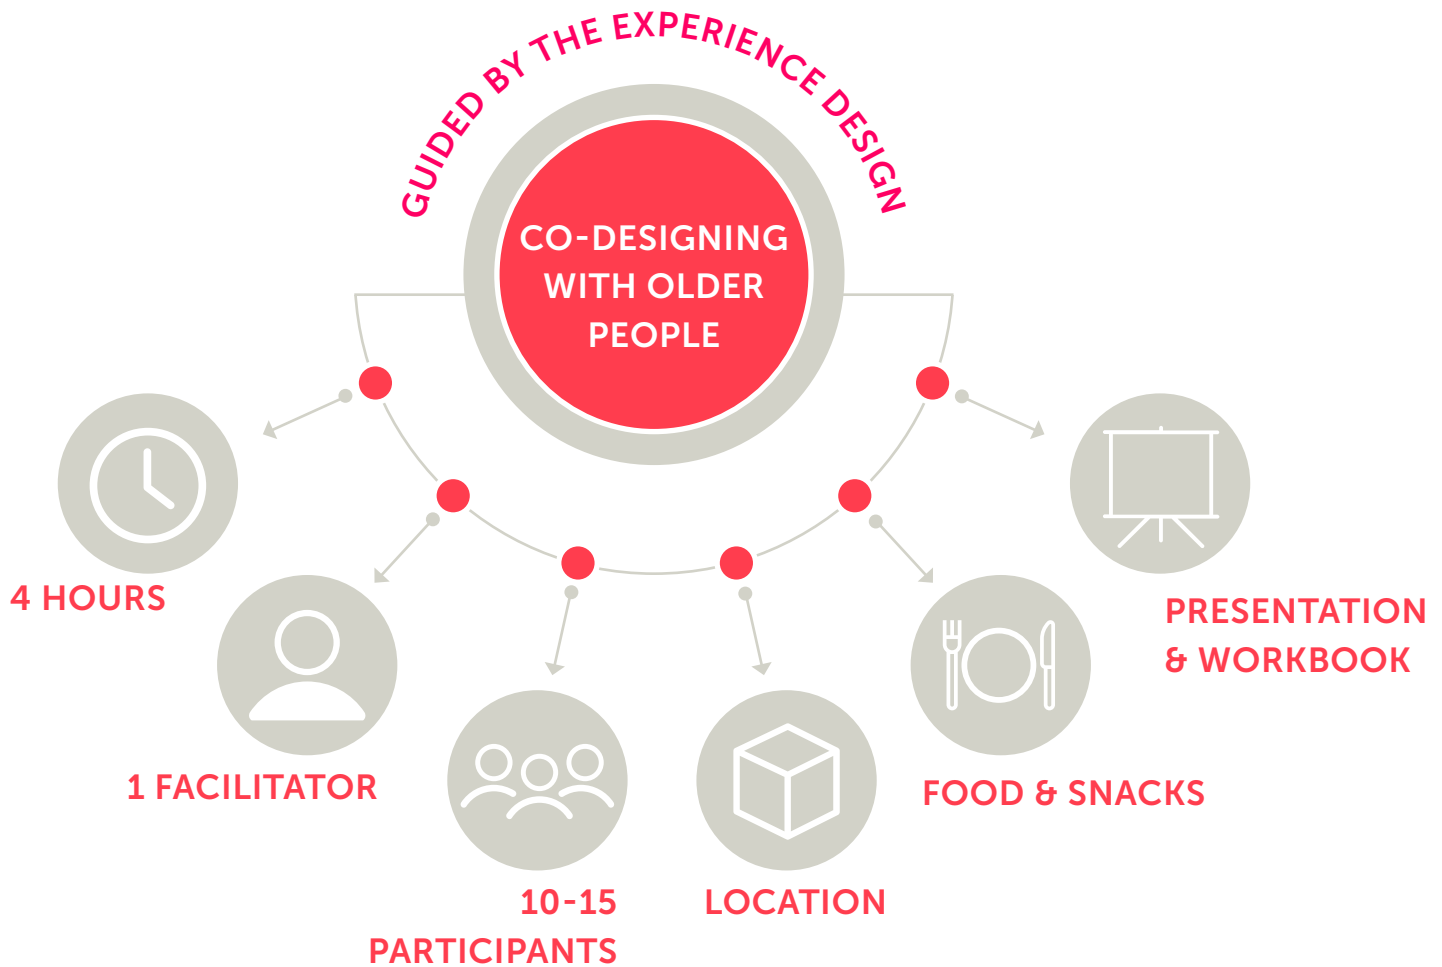 GUIDED BY THE EXPERIENCE DESIGN
CO-DESIGNING
WITH OLDER
PEOPLE
4 HOURS
1 FACILITATOR
10-15
PARTICIPANTS
LOCATION
FOOD & SNACKS
PRESENTATION
& WORKBOOK